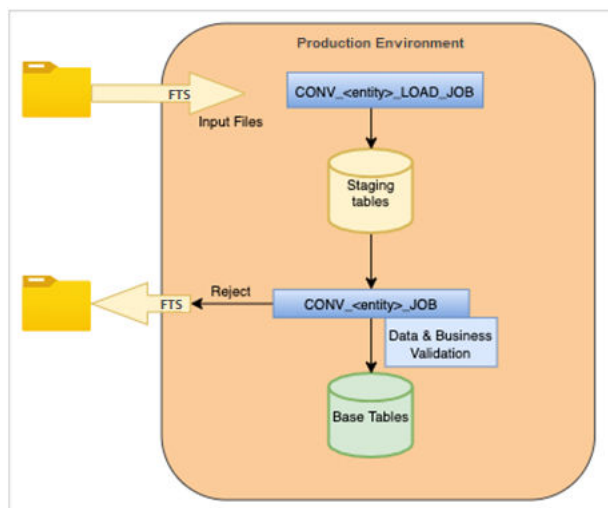 Production Environment
FTS
Input Files
CONV_<entity>_LOAD_JOB
Staging
tables
FTS
Reject
CONV_<entity>_JOB
Data & Business
Validation
Base Tables